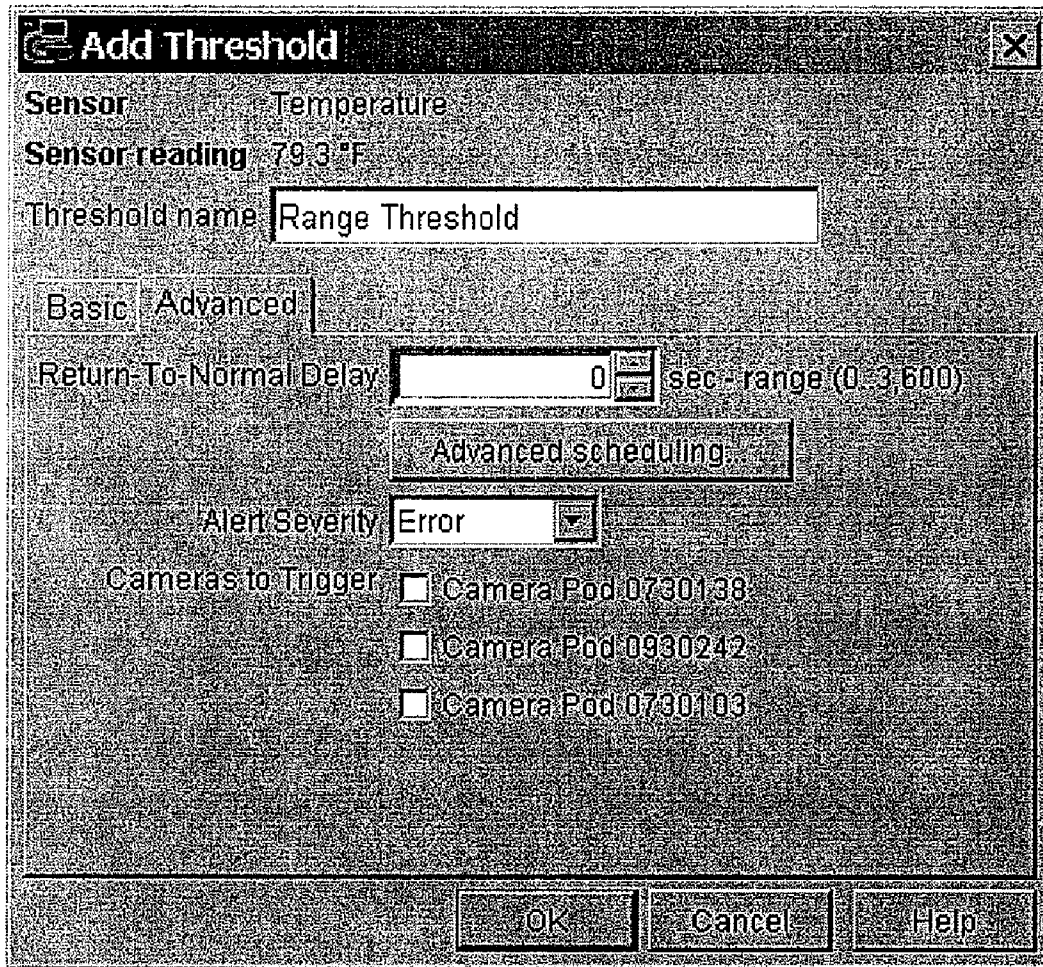 Add Threshold
Sensor Temperature
Sensor reading 79.3 °F
Threshold name Range Threshold
Basic Advanced
Return-To-Normal Delay 0 sec - range (0..3,600)
Advanced scheduling...
Alert Severity Error
Cameras to Trigger Camera Pod 0730138
Camera Pod 0930242
Camera Pod 0730103
OK Cancel Help